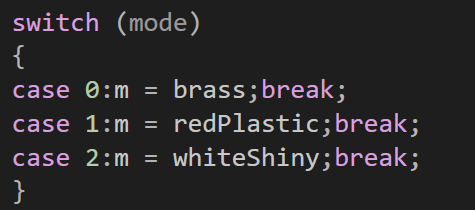 switch (mode)
{
case 0:m = brass;break;
case 1:m = redPlastic;break;
case 2:m = whiteShiny;break;
}